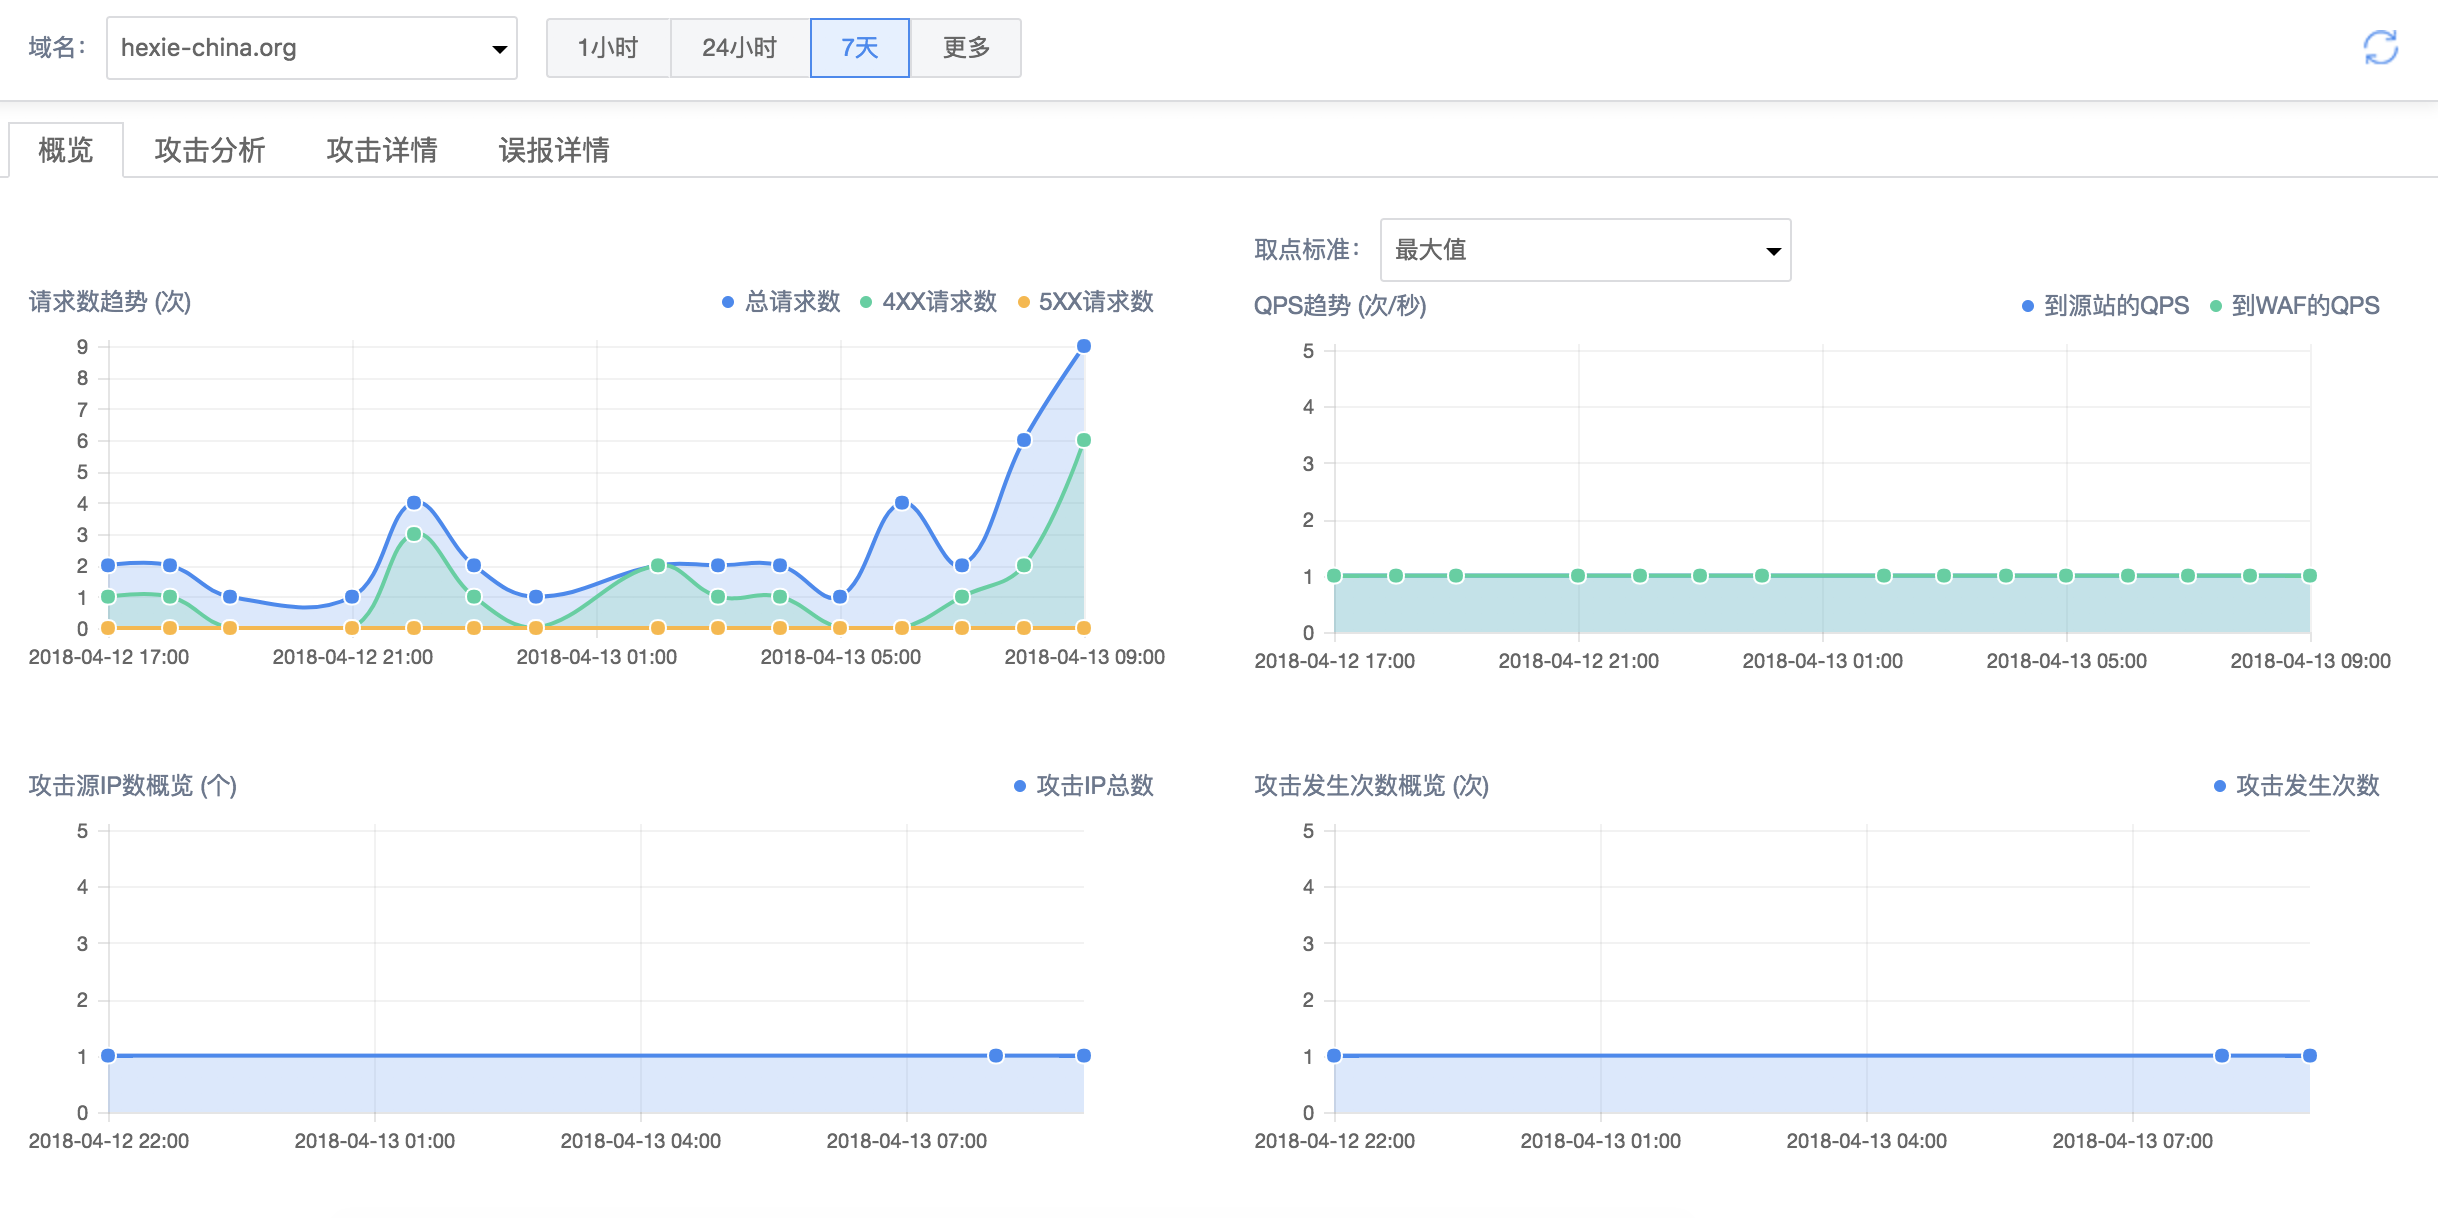 域名： hexie-china.org 1小时 24小时 7天 更多
概览 攻击分析 攻击详情 误报详情
取点标准： 最大值
请求数趋势 (次) 总请求数 4XX请求数 5XX请求数
9
8
7
6
5
4
3
2
1
0
2018-04-12 17:00 2018-04-12 21:00 2018-04-13 01:00 2018-04-13 05:00 2018-04-13 09:00
QPS趋势 (次/秒) 到源站的QPS 到WAF的QPS
5
4
3
2
1
0
2018-04-12 17:00 2018-04-12 21:00 2018-04-13 01:00 2018-04-13 05:00 2018-04-13 09:00
攻击源IP数概览 (个) 攻击IP总数
5
4
3
2
1
0
2018-04-12 22:00 2018-04-13 01:00 2018-04-13 04:00 2018-04-13 07:00
攻击发生次数概览 (次) 攻击发生次数
5
4
3
2
1
0
2018-04-12 22:00 2018-04-13 01:00 2018-04-13 04:00 2018-04-13 07:00